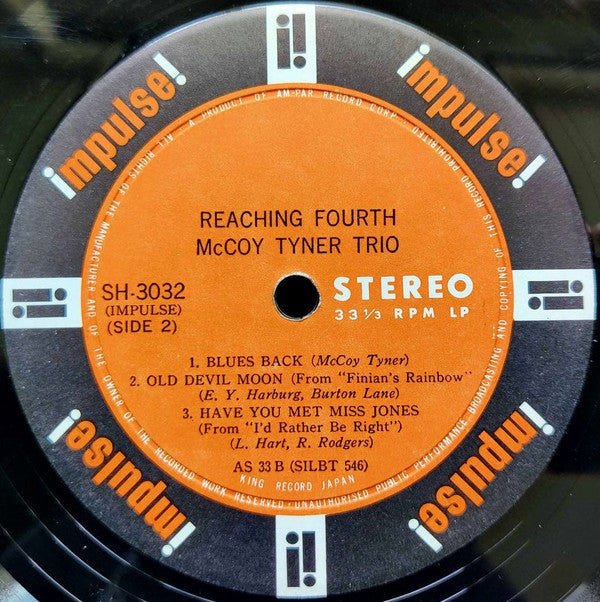 impulse!
impulse!
impulse!
impulse!
A PRODUCT OF AM-PAR RECORD CORP.
ALL RIGHTS OF THE MANUFACTURER AND OF THE OWNER OF THE RECORDED WORK RESERVED-UNAUTHORISED PUBLIC PERFORMANCE BROADCASTING AND COPYING OF THIS RECORD PROHIBITED
REACHING FOURTH
McCOY TYNER TRIO
SH-3032
(IMPULSE)
(SIDE 2)
STEREO
33 1/3 RPM LP
1. BLUES BACK (McCoy Tyner)
2. OLD DEVIL MOON (From "Finian's Rainbow"
(E. Y. Harburg, Burton Lane)
3. HAVE YOU MET MISS JONES
(From "I'd Rather Be Right")
(L. Hart, R. Rodgers)
AS 33 B (SILBT 546)
KING RECORD JAPAN